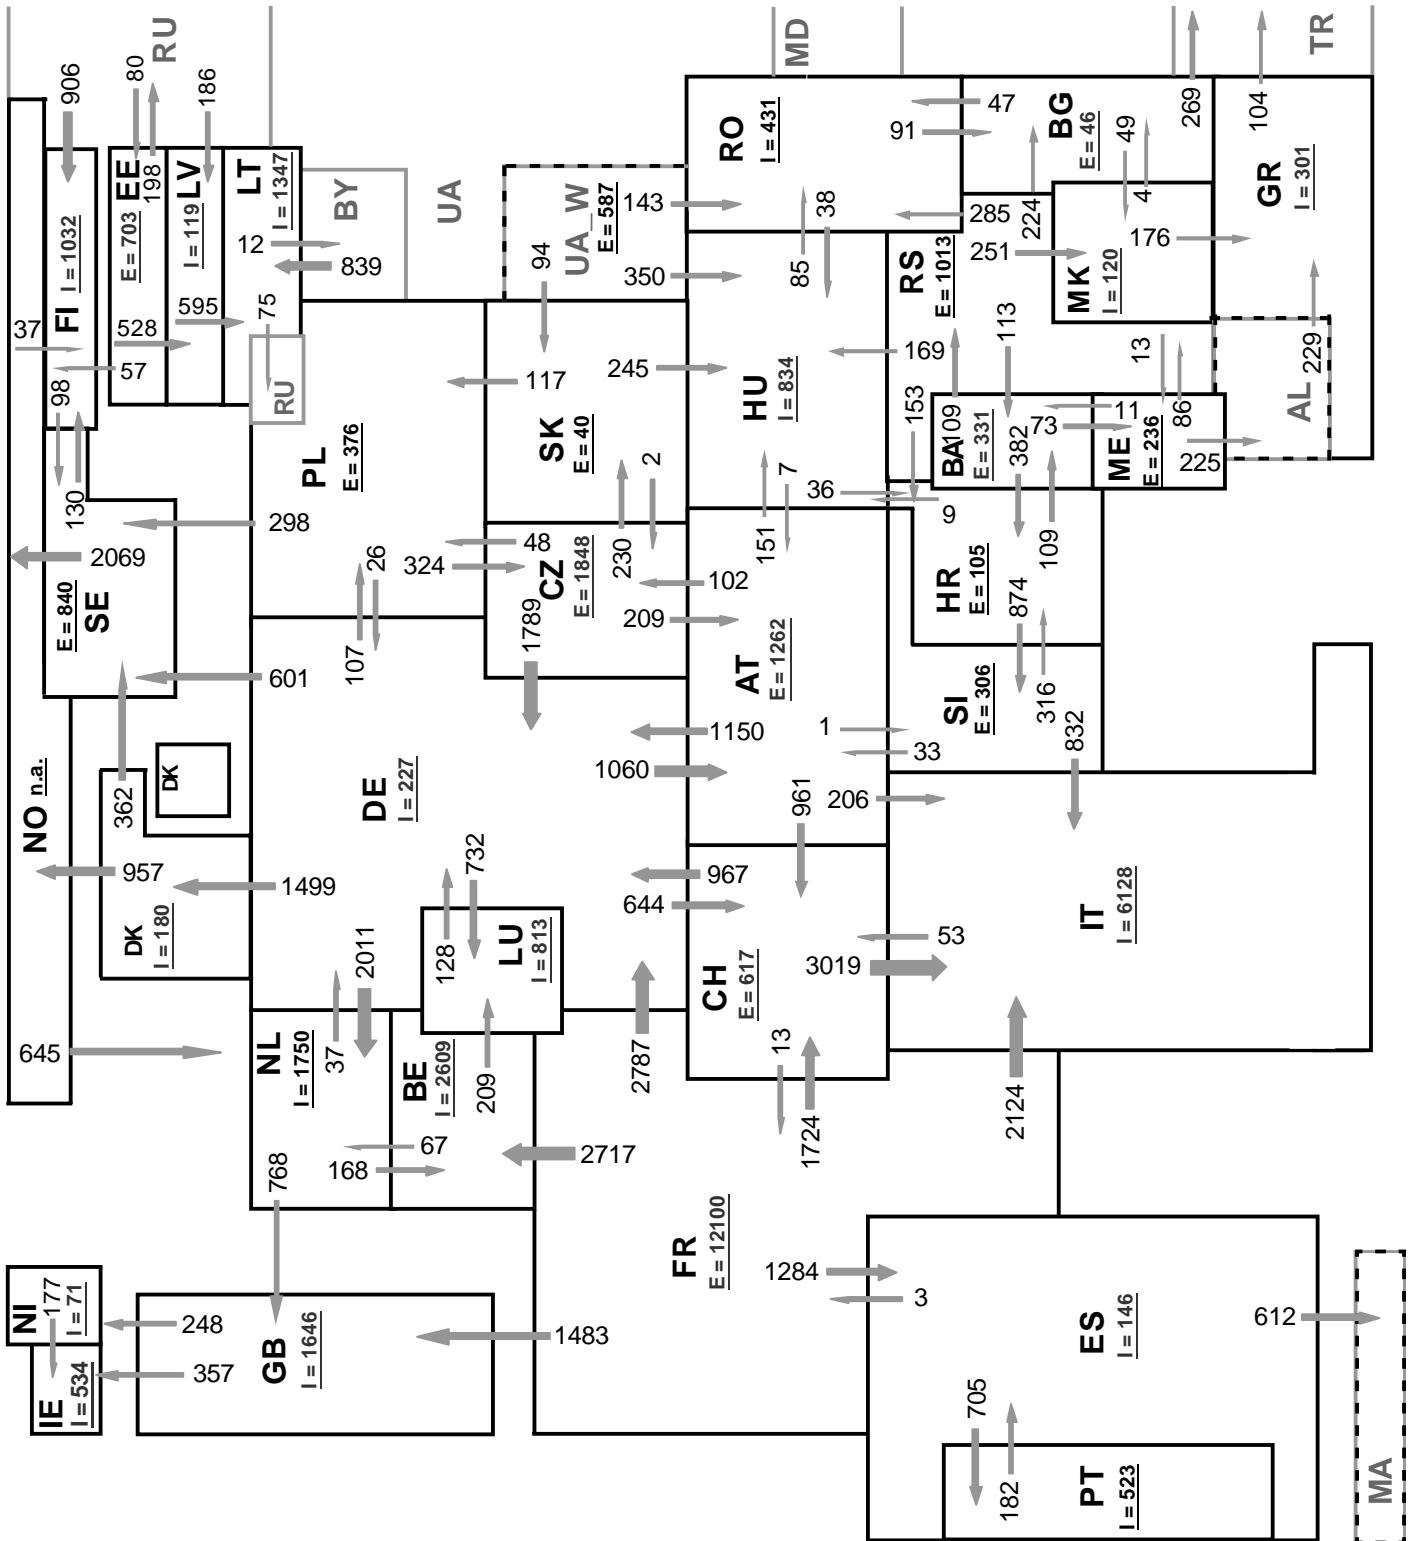 RU
MD
TR
906
80
186
EE
E = 703
198
LV
I = 119
LT
I = 1347
BY
UA
UA_W
E = 587
RO
I = 431
47
91
BG
E = 46
49
269
104
GR
I = 301
FI
I = 1032
37
528
57
98
595
12
839
75
RU
94
143
350
85
38
285
224
4
176
RS
E = 1013
251
MK
I = 120
113
13
229
AL
130
298
2069
SE
E = 840
PL
E = 376
117
245
SK
E = 40
2
HU
I = 834
169
153
109
BA
E = 331
382
73
11
86
ME
E = 236
225
107
26
324
48
CZ
E = 1848
230
1789
102
209
151
7
36
9
109
HR
E = 105
874
601
362
DK
NO n.a.
957
DK
I = 180
1499
DE
I = 227
1150
1060
AT
E = 1262
1
33
SI
E = 306
316
832
961
206
732
128
LU
I = 813
967
644
2787
CH
E = 617
53
3019
IT
I = 6128
2011
37
645
NL
I = 1750
BE
I = 2609
209
67
168
2717
13
1724
2124
768
NI
I = 71
177
248
357
IE
I = 534
GB
I = 1646
1483
FR
E = 12100
1284
3
ES
I = 146
612
705
182
PT
I = 523
MA